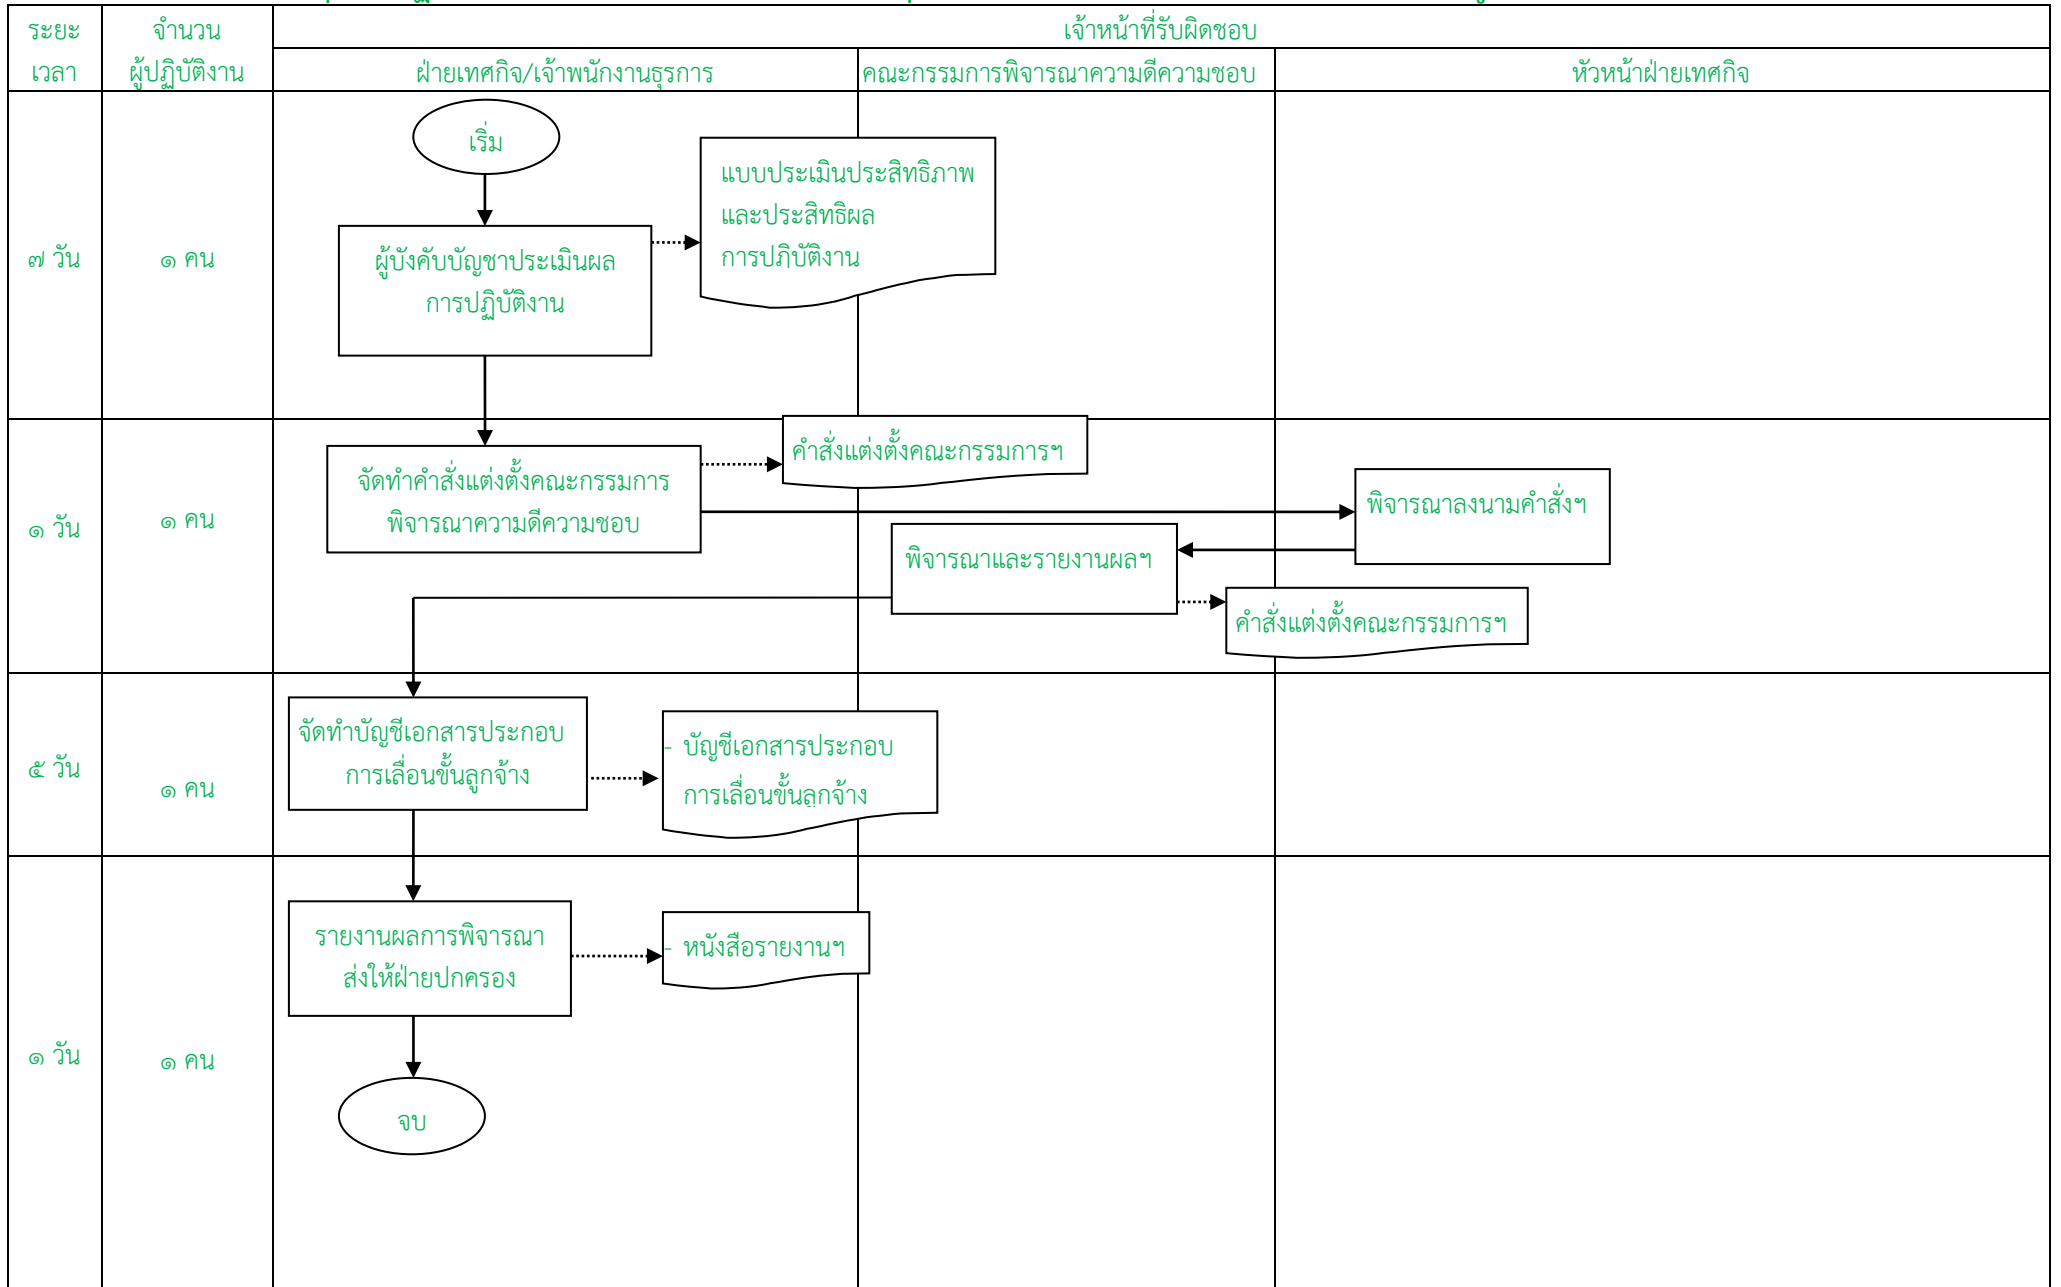 ระยะ
เวลา
จำนวน
ผู้ปฏิบัติงาน
เจ้าหน้าที่รับผิดชอบ
ฝ่ายเทศกิจ/เจ้าพนักงานธุรการ
คณะกรรมการพิจารณาความดีความชอบ
หัวหน้าฝ่ายเทศกิจ
๗ วัน
๑ คน
เริ่ม
ผู้บังคับบัญชาประเมินผล
การปฏิบัติงาน
แบบประเมินประสิทธิภาพ
และประสิทธิผล
การปฏิบัติงาน
๑ วัน
๑ คน
จัดทำคำสั่งแต่งตั้งคณะกรรมการ
พิจารณาความดีความชอบ
คำสั่งแต่งตั้งคณะกรรมการฯ
พิจารณาลงนามคำสั่งฯ
พิจารณาและรายงานผลฯ
คำสั่งแต่งตั้งคณะกรรมการฯ
๕ วัน
๑ คน
จัดทำบัญชีเอกสารประกอบ
การเลื่อนขั้นลูกจ้าง
- บัญชีเอกสารประกอบ
การเลื่อนขั้นลูกจ้าง
๑ วัน
๑ คน
รายงานผลการพิจารณา
ส่งให้ฝ่ายปกครอง
- หนังสือรายงานฯ
จบ